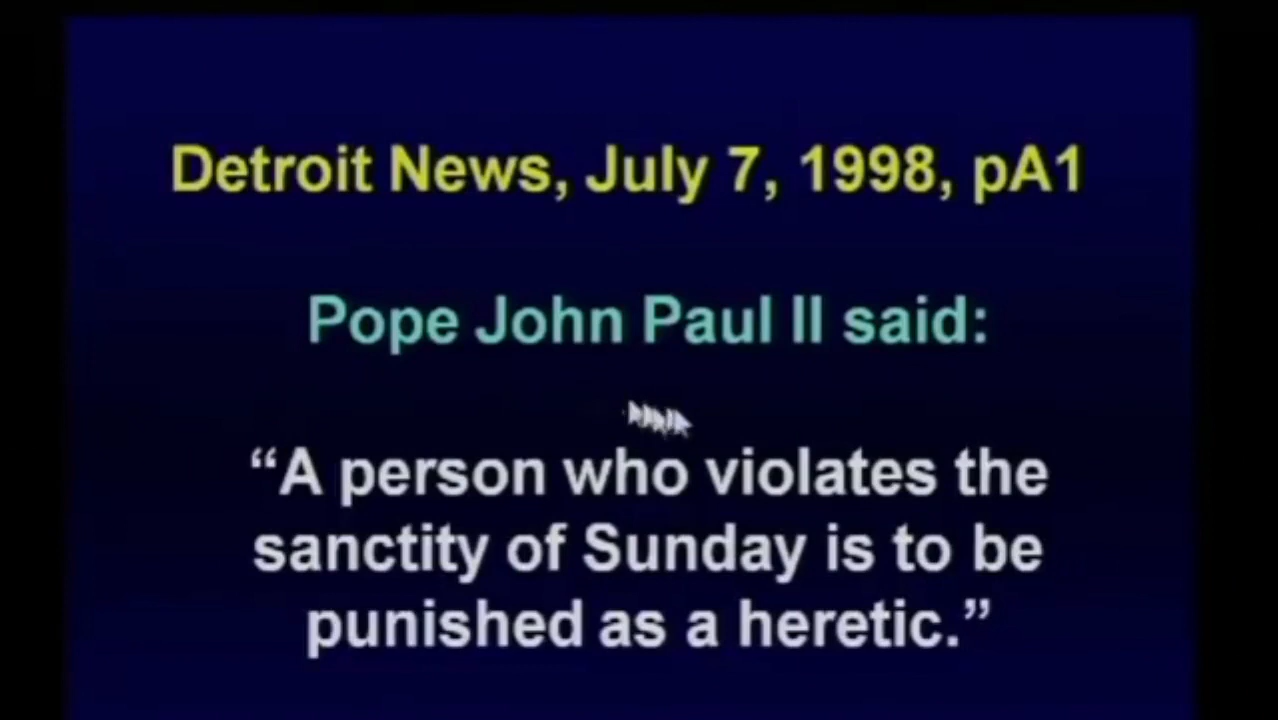 Detroit News, July 7, 1998, pA1
Pope John Paul II said:
“A person who violates the
sanctity of Sunday is to be
punished as a heretic.”